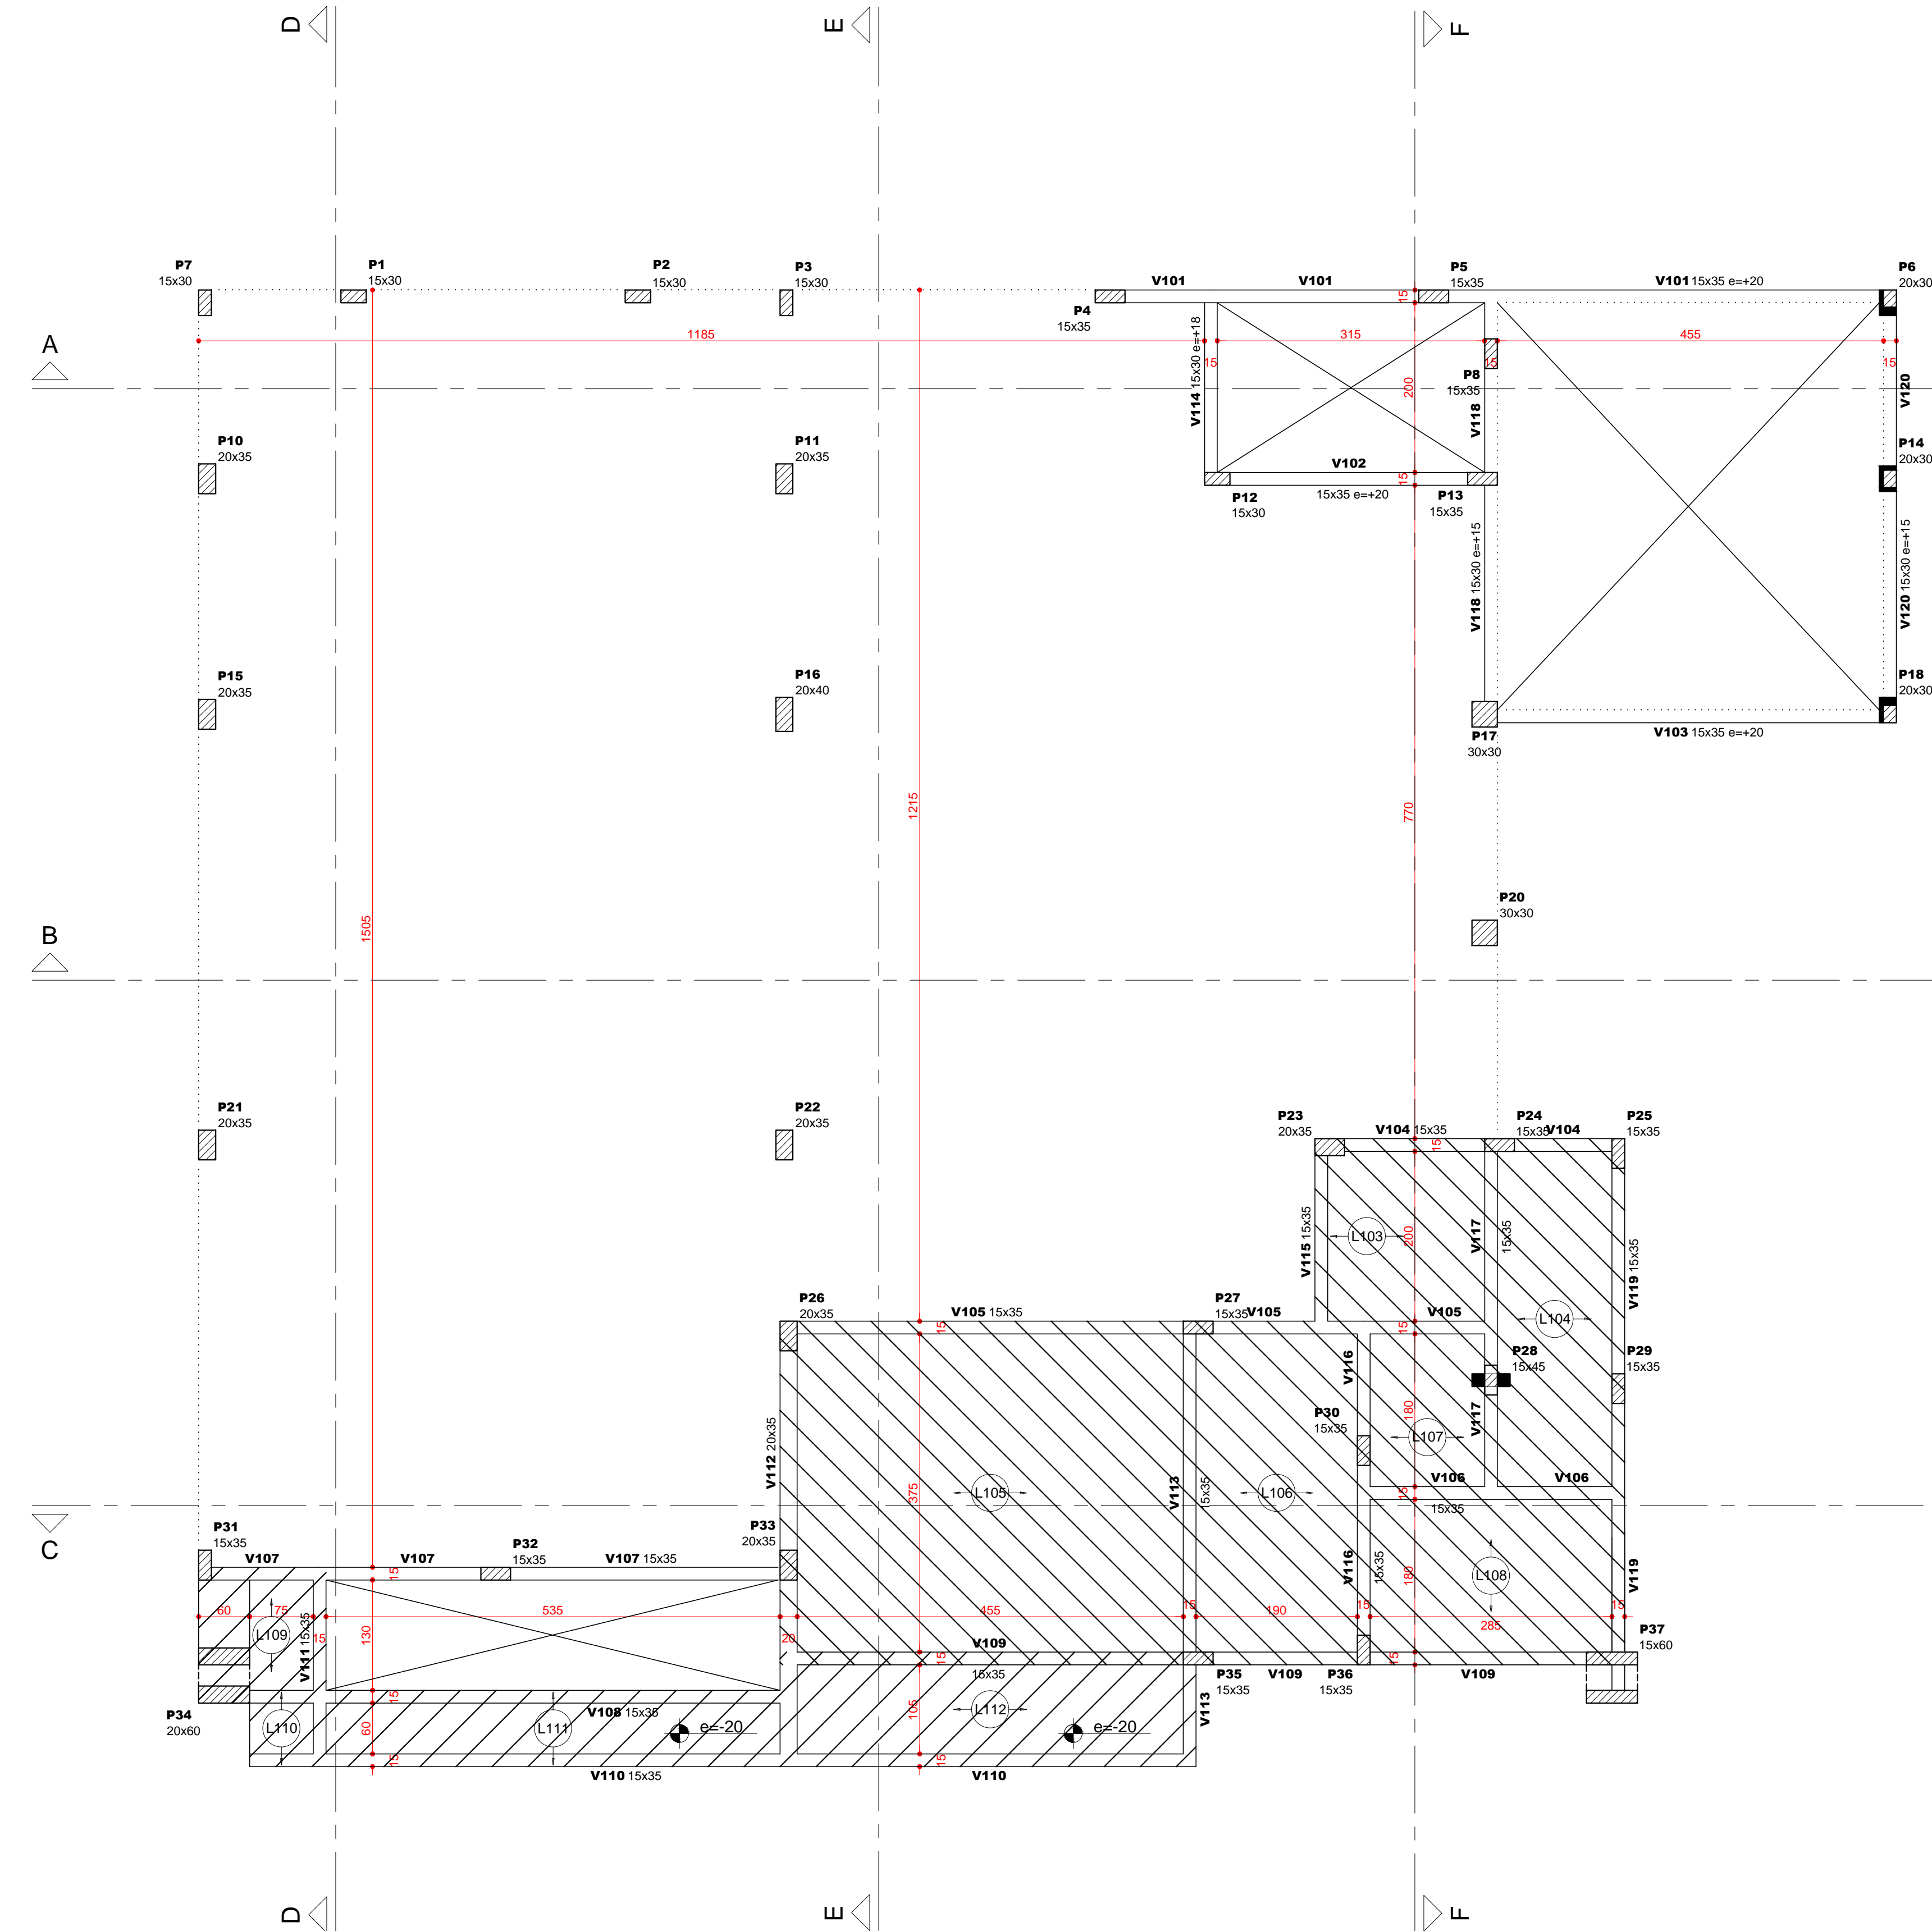 D
E
F
P7
15x30
P1
15x30
P2
15x30
P3
15x30
P4
15x35
V101
V101
P5
15x35
V101 15x35 e=+20
P6
20x30
15
1185
315
455
15
15
15
A
V114 15x30 e=+18
200
P8
15x35
V118
V120
P10
20x35
P11
20x35
V102
15x35 e=+20
15
P12
15x30
P13
15x35
P14
20x30
V118 15x30 e=+15
V120 15x30 e=+15
P15
20x35
P16
20x40
P17
30x30
P18
20x30
V103 15x35 e=+20
1505
1215
770
P20
30x30
B
P21
20x35
P22
20x35
P23
20x35
V104 15x35
P24
15x35
V104
P25
15x35
15
V115 15x35
L103
200
V117
15x35
V119 15x35
L104
P26
20x35
V105 15x35
P27
15x35
V105
V105
15
15
V116
P28
15x45
P29
15x35
P30
15x35
180
V117
L107
V112 20x35
L105
375
V113
15x35
L106
V106
15x35
V106
15
C
P31
15x35
V107
V107
P32
15x35
V107 15x35
P33
20x35
15
V116
15x35
180
L108
V119
60
75
15
535
20
455
15
190
15
285
15
L109
V111 15x35
130
V109
15x35
15
P35
15x35
V109
P36
15x35
15
V109
P37
15x60
P34
20x60
15
L110
60
L111
V108 15x35
e=-20
105
L112
e=-20
V113
15
V110 15x35
15
V110
D
E
F